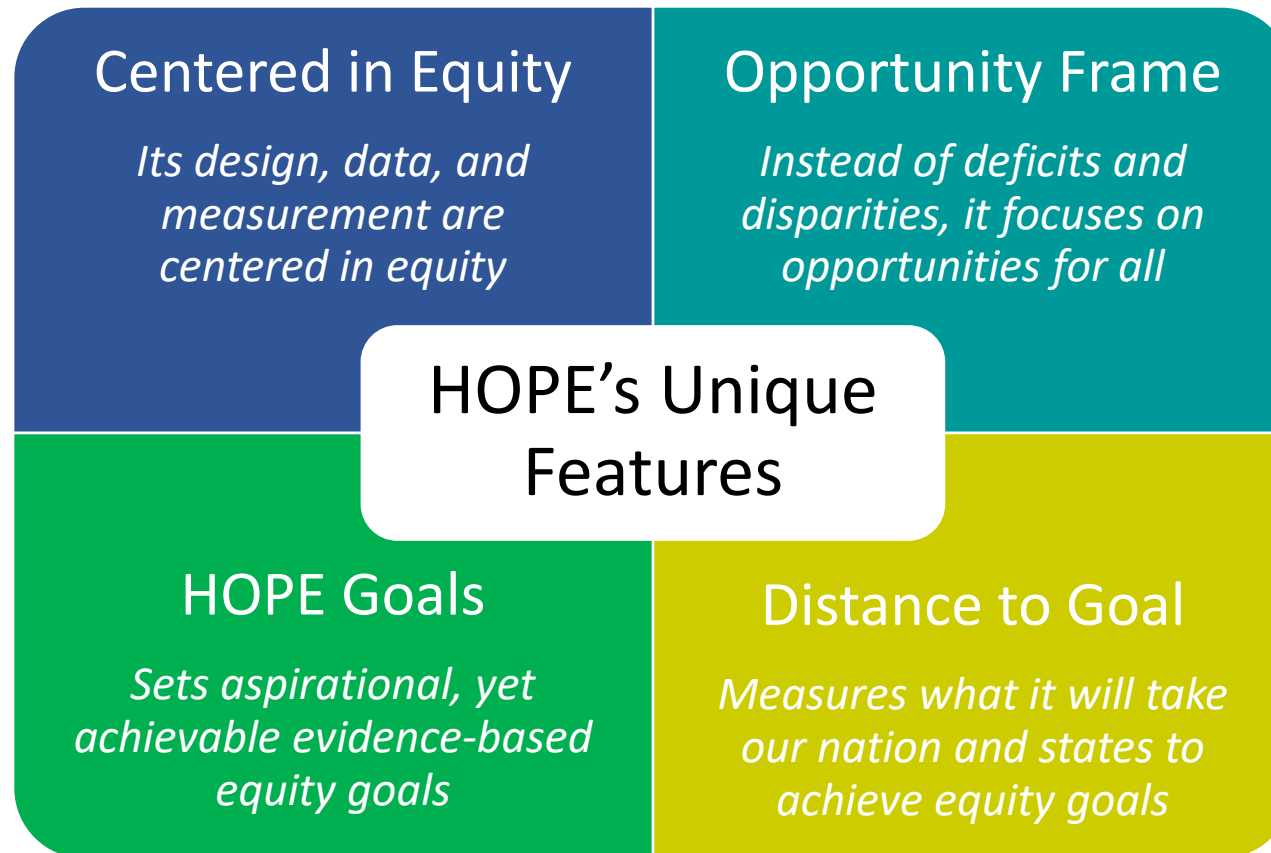 Centered in Equity
Its design, data, and
measurement are
centered in equity
Opportunity Frame
Instead of deficits and
disparities, it focuses on
opportunities for all
HOPE’s Unique
Features
HOPE Goals
Sets aspirational, yet
achievable evidence-based
equity goals
Distance to Goal
Measures what it will take
our nation and states to
achieve equity goals